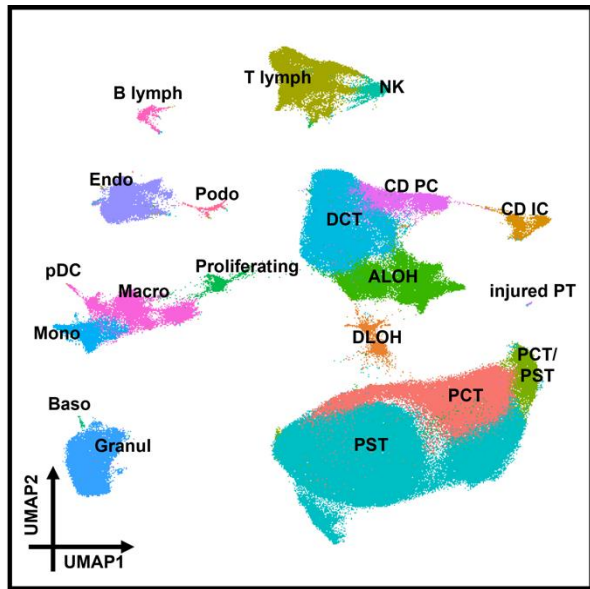 T lymph
NK
B lymph
Endo
Podo
CD PC
CD IC
DCT
pDC
Macro
Proliferating
ALOH
injured PT
Mono
DLOH
PCT/
PST
PCT
Baso
Granul
PST
UMAP2
UMAP1